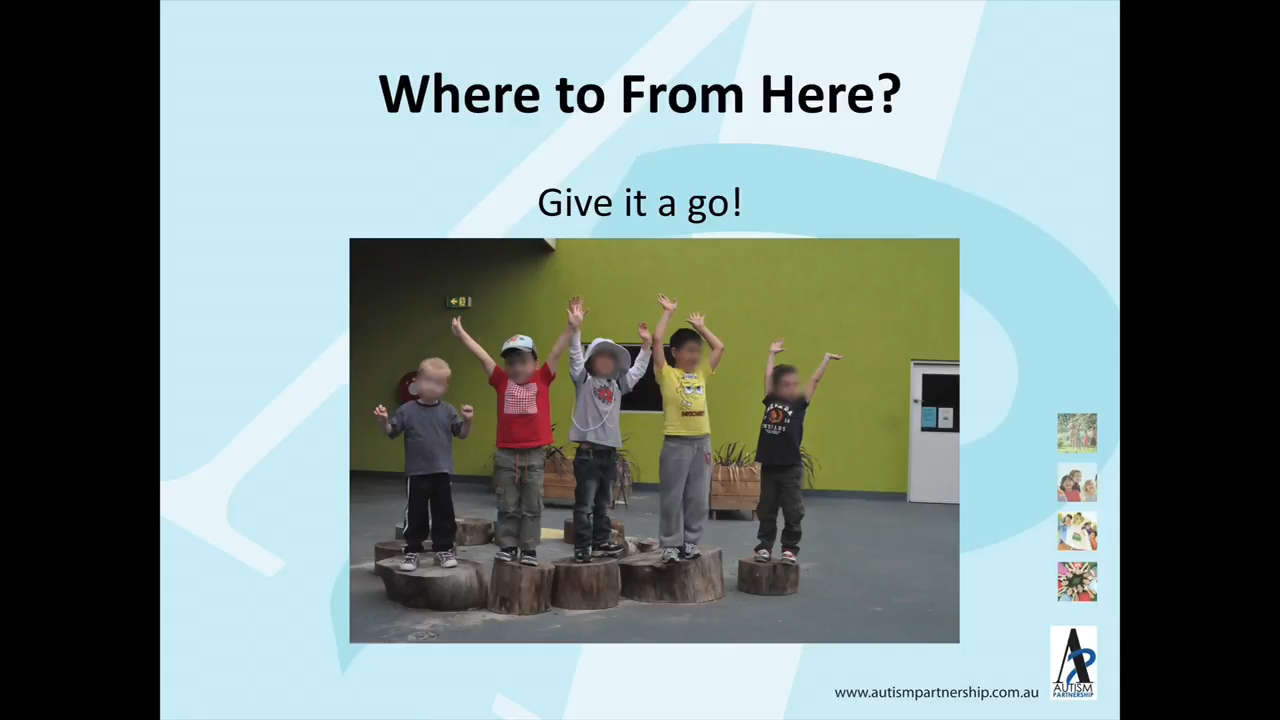 Where to From Here?
Give it a go!
www.autismpartnership.com.au
AUTISM
PARTNERSHIP